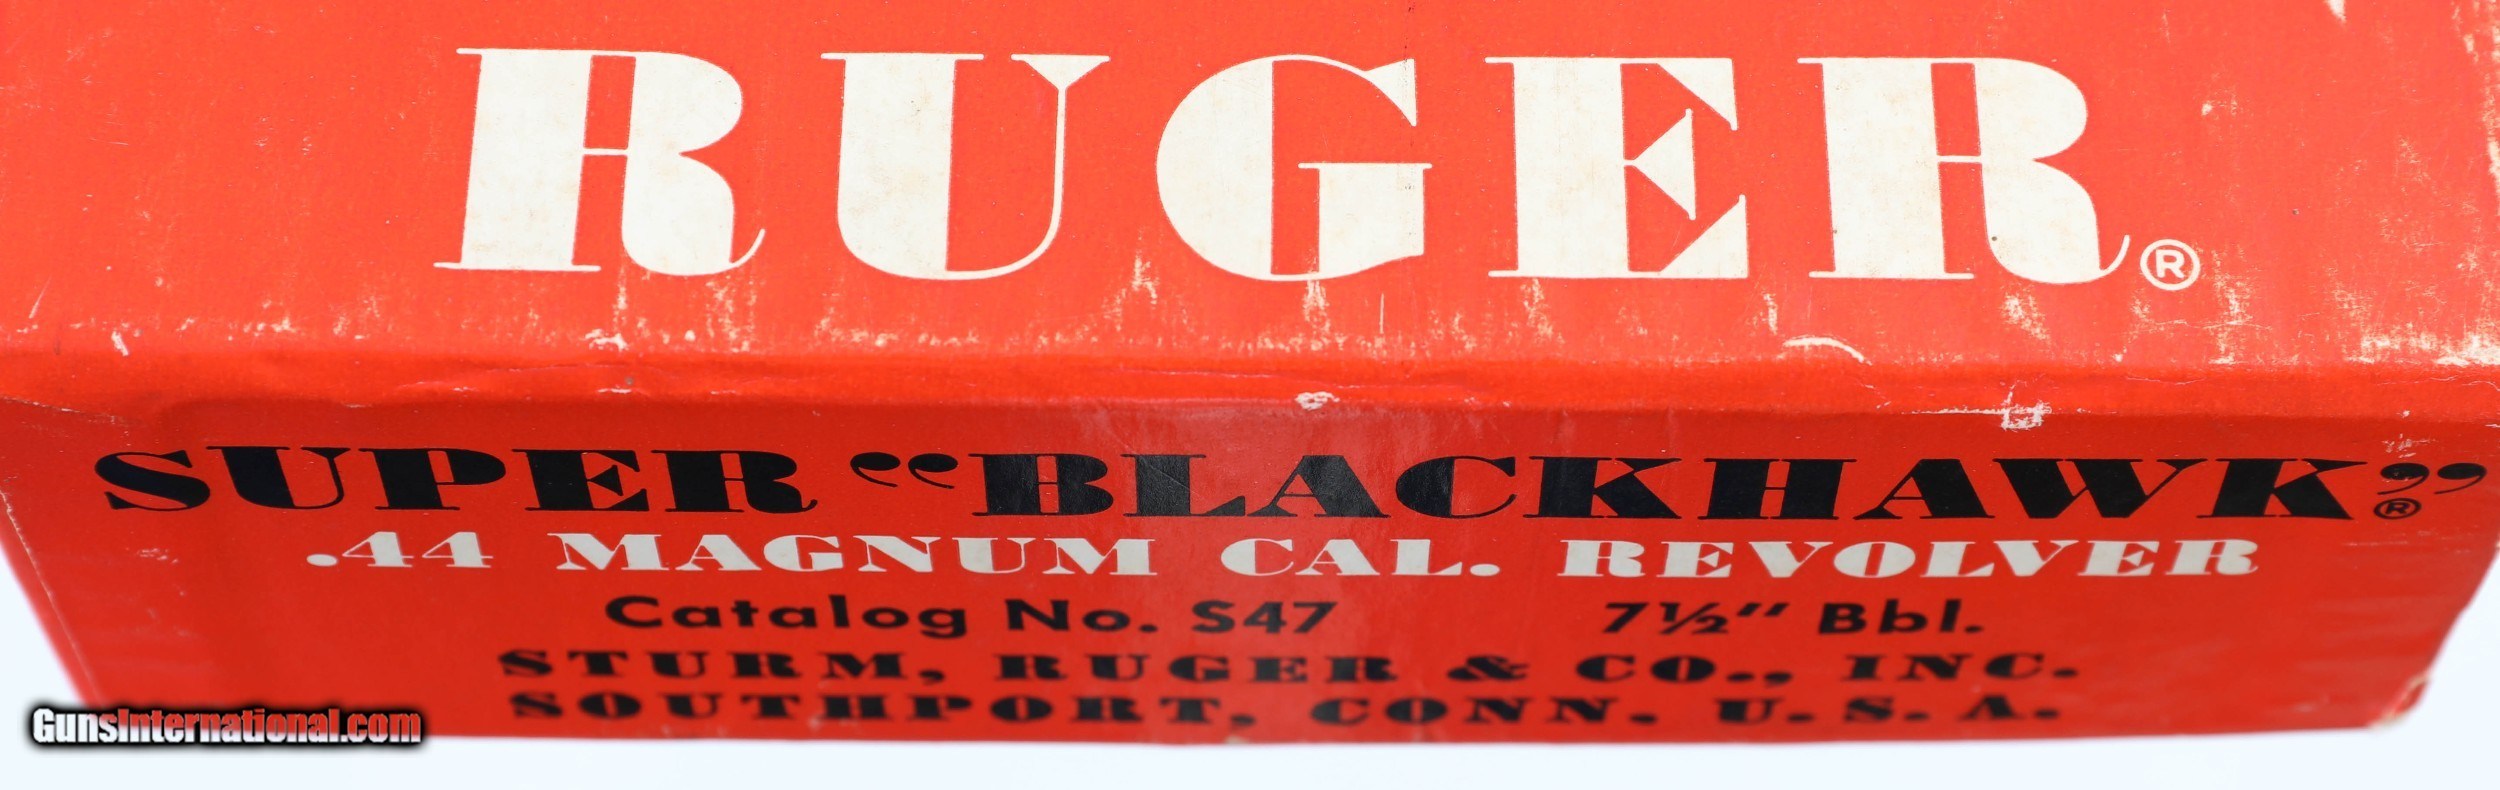 RUGER®
SUPER “BLACKHAWK”®
.44 MAGNUM CAL. REVOLVER
Catalog No. S47 7½" Bbl.
STURM, RUGER & CO., INC.
SOUTHPORT, CONN. U. S. A.
GunsInternational.com